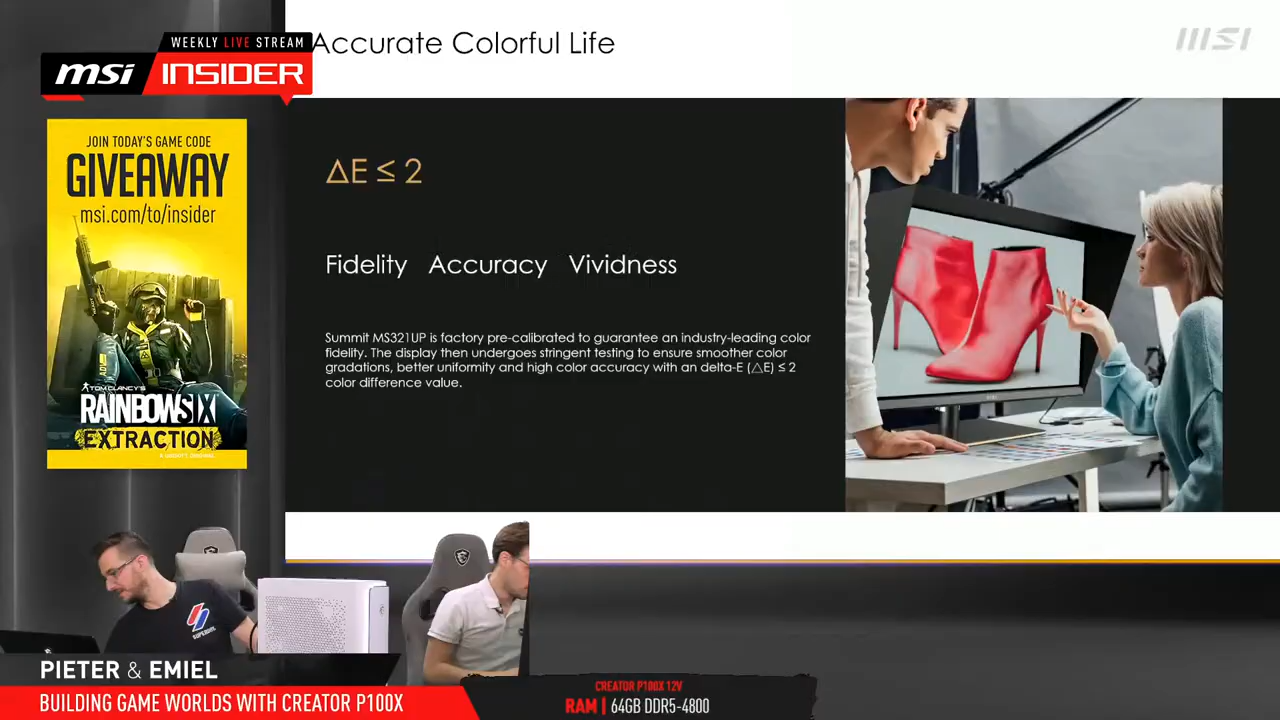 WEEKLY LIVE STREAM
msi INSIDER
Accurate Colorful Life
msi
JOIN TODAY'S GAME CODE
GIVEAWAY
msi.com/to/insider
TOM CLANCY'S
RAINBOWSIX
EXTRACTION
ΔE ≤ 2
Fidelity Accuracy Vividness
Summit MS321UP is factory pre-calibrated to guarantee an industry-leading color
fidelity. The display then undergoes stringent testing to ensure smoother color
gradations, better uniformity and high color accuracy with an delta-E (△E) ≤ 2
color difference value.
msi
SUPERDRY
PIETER & EMIEL
BUILDING GAME WORLDS WITH CREATOR P100X
CREATOR P100X 12V
RAM | 64GB DDR5-4800